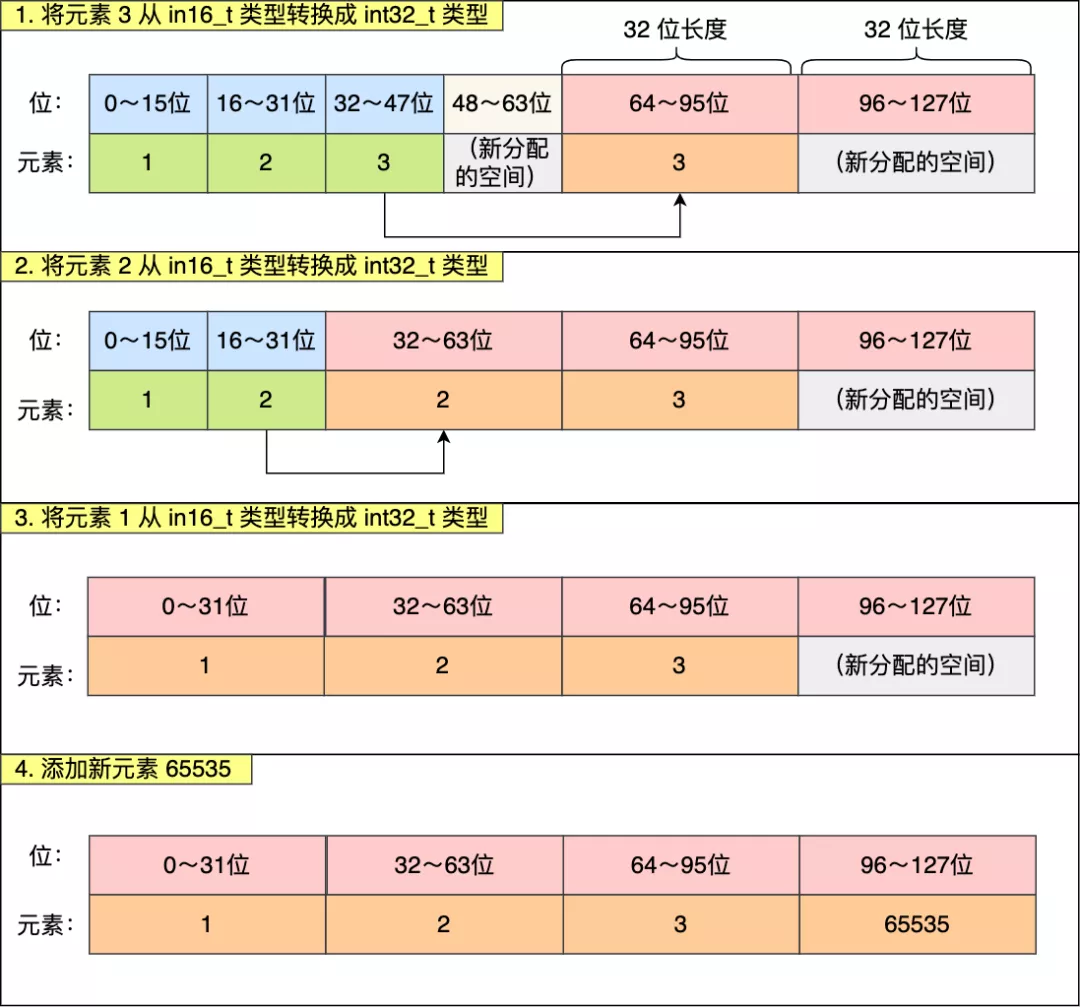 1. 将元素 3 从 in16_t 类型转换成 int32_t 类型
32 位长度 32 位长度
位： 0～15位 16～31位 32～47位 48～63位 64～95位 96～127位
元素： 1 2 3 （新分配的空间） 3 （新分配的空间）
2. 将元素 2 从 in16_t 类型转换成 int32_t 类型
位： 0～15位 16～31位 32～63位 64～95位 96～127位
元素： 1 2 2 3 （新分配的空间）
3. 将元素 1 从 in16_t 类型转换成 int32_t 类型
位： 0～31位 32～63位 64～95位 96～127位
元素： 1 2 3 （新分配的空间）
4. 添加新元素 65535
位： 0～31位 32～63位 64～95位 96～127位
元素： 1 2 3 65535